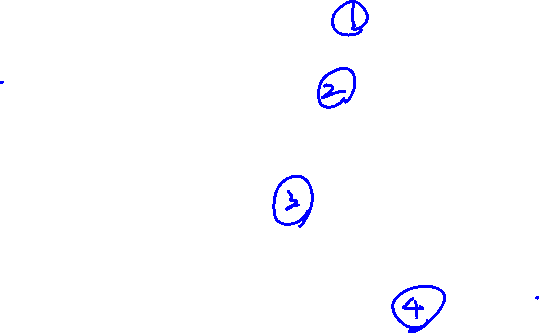 ①
②
③
④